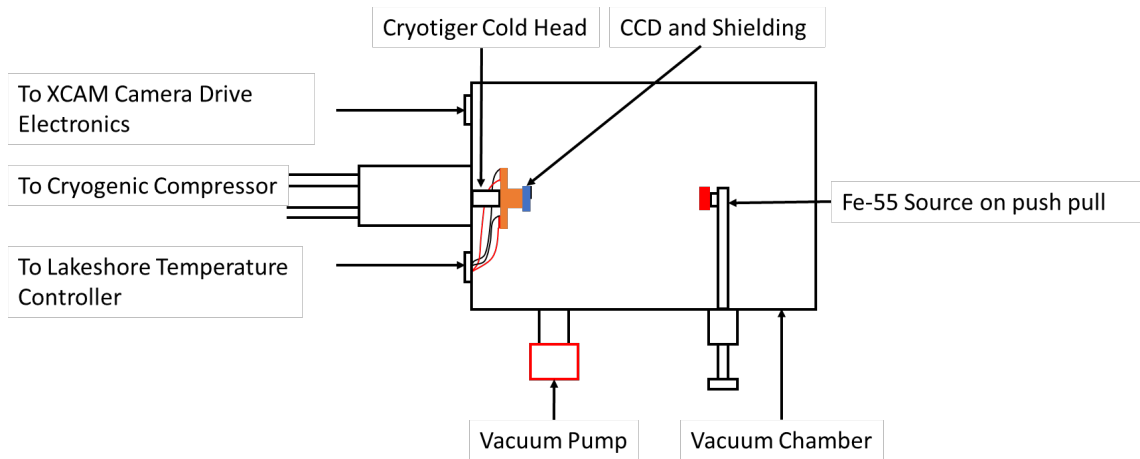 Cryotiger Cold Head
CCD and Shielding
To XCAM Camera Drive
Electronics
To Cryogenic Compressor
Fe-55 Source on push pull
To Lakeshore Temperature
Controller
Vacuum Pump
Vacuum Chamber